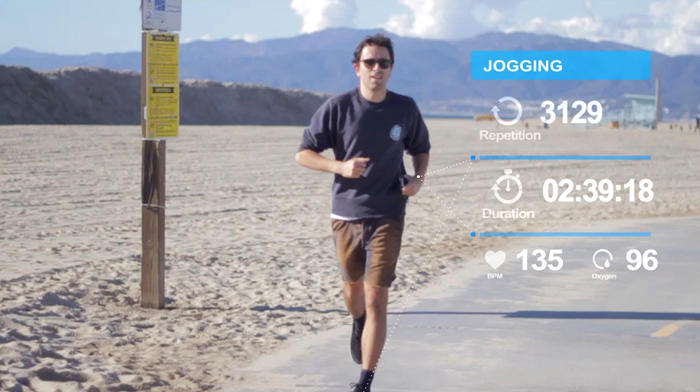 JOGGING
3129
Repetition
02:39:18
Duration
135
BPM
96
Oxygen